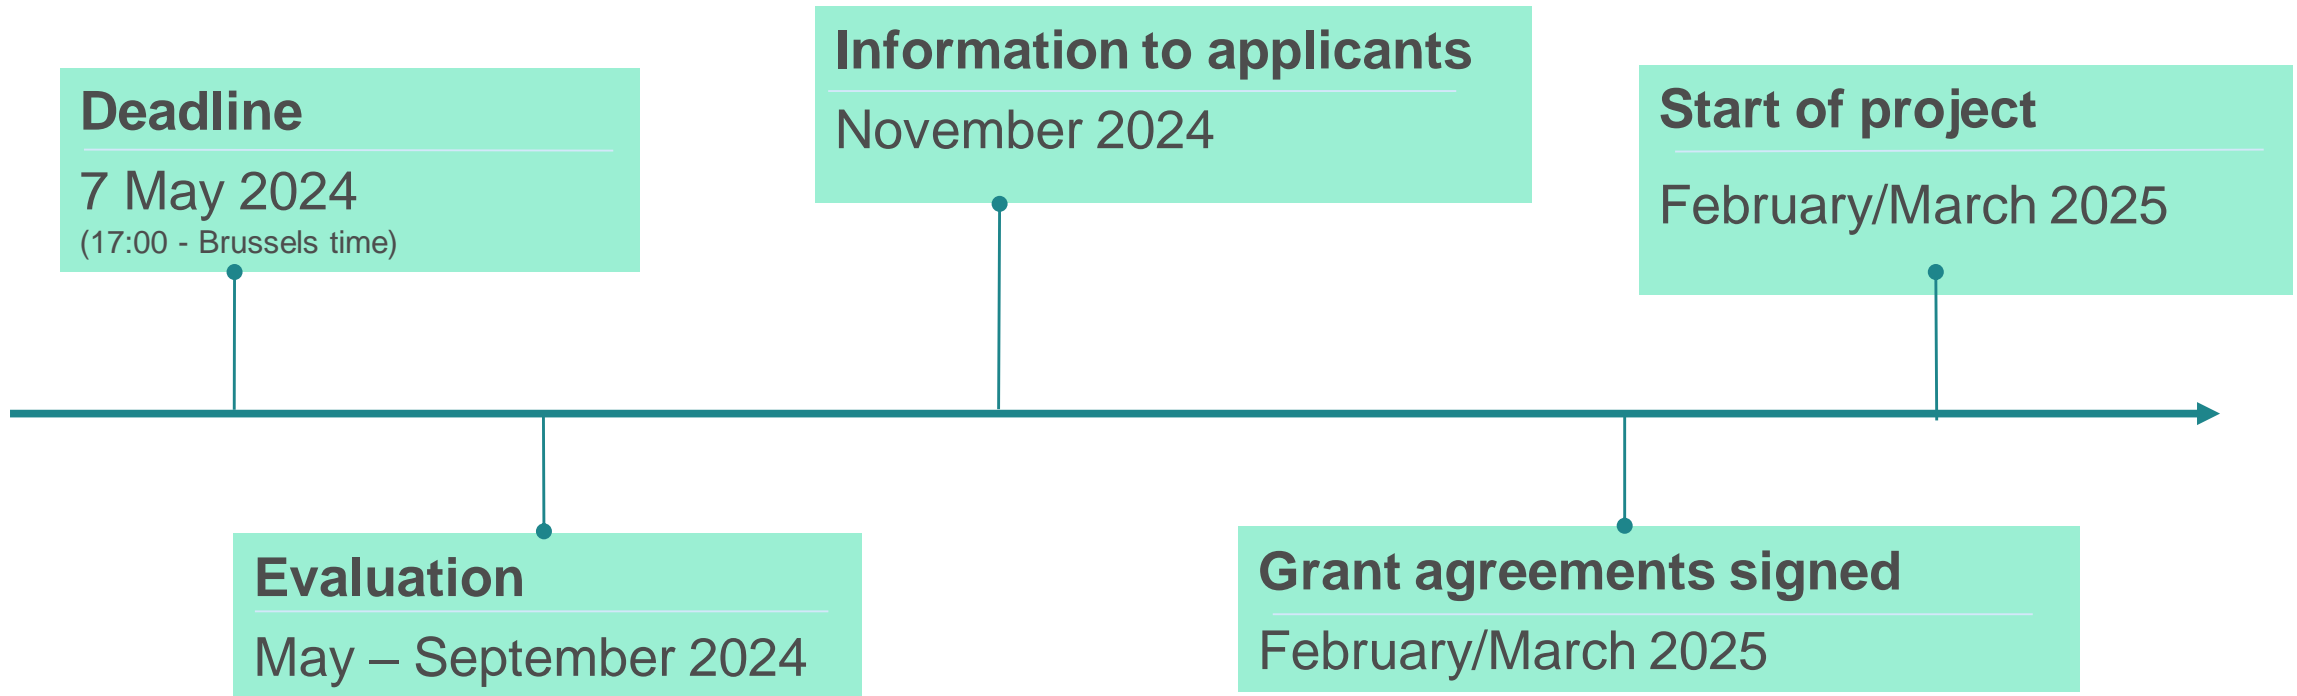 Deadline
7 May 2024
(17:00 - Brussels time)
Evaluation
May – September 2024
Information to applicants
November 2024
Grant agreements signed
February/March 2025
Start of project
February/March 2025